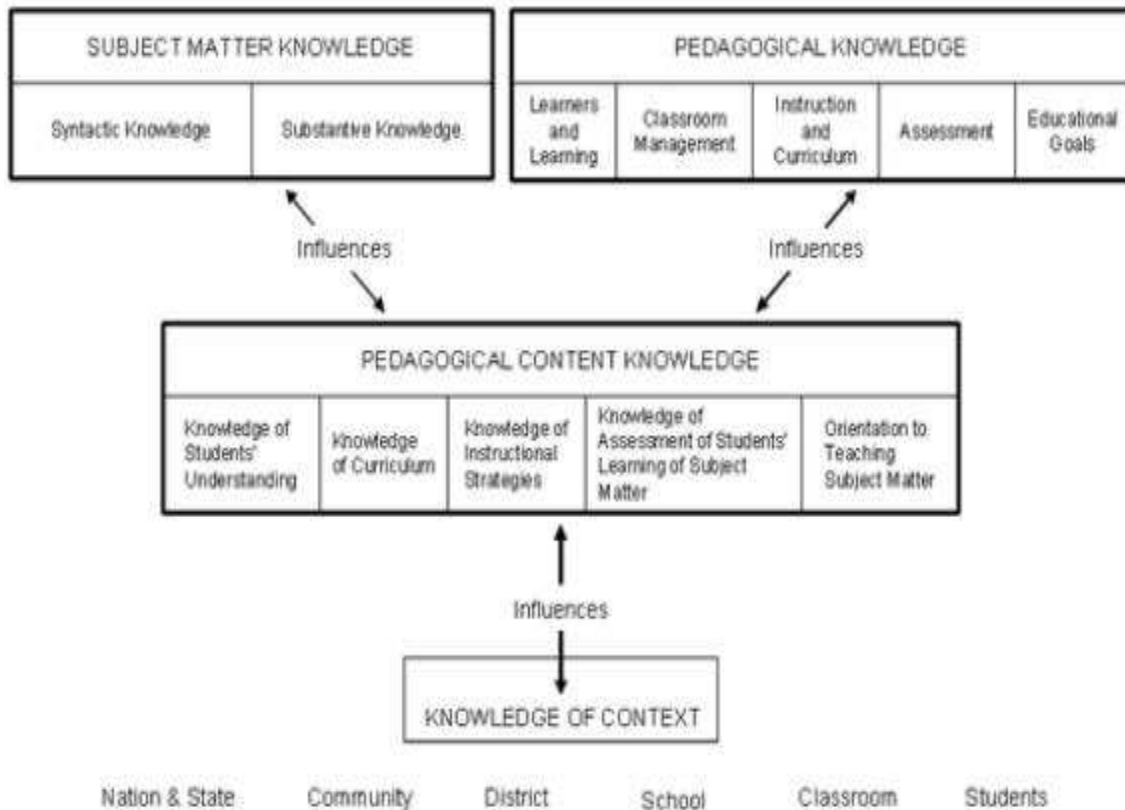 SUBJECT MATTER KNOWLEDGE
Syntactic Knowledge
Substantive Knowledge
PEDAGOGICAL KNOWLEDGE
Learners
and
Learning
Classroom
Management
Instruction
and
Curriculum
Assessment
Educational
Goals
Influences
Influences
PEDAGOGICAL CONTENT KNOWLEDGE
Knowledge of
Students'
Understanding
Knowledge
of Curriculum
Knowledge of
Instructional
Strategies
Knowledge of
Assessment of Students'
Learning of Subject
Matter
Orientation to
Teaching
Subject Matter
Influences
KNOWLEDGE OF CONTEXT
Nation & State Community District School Classroom Students